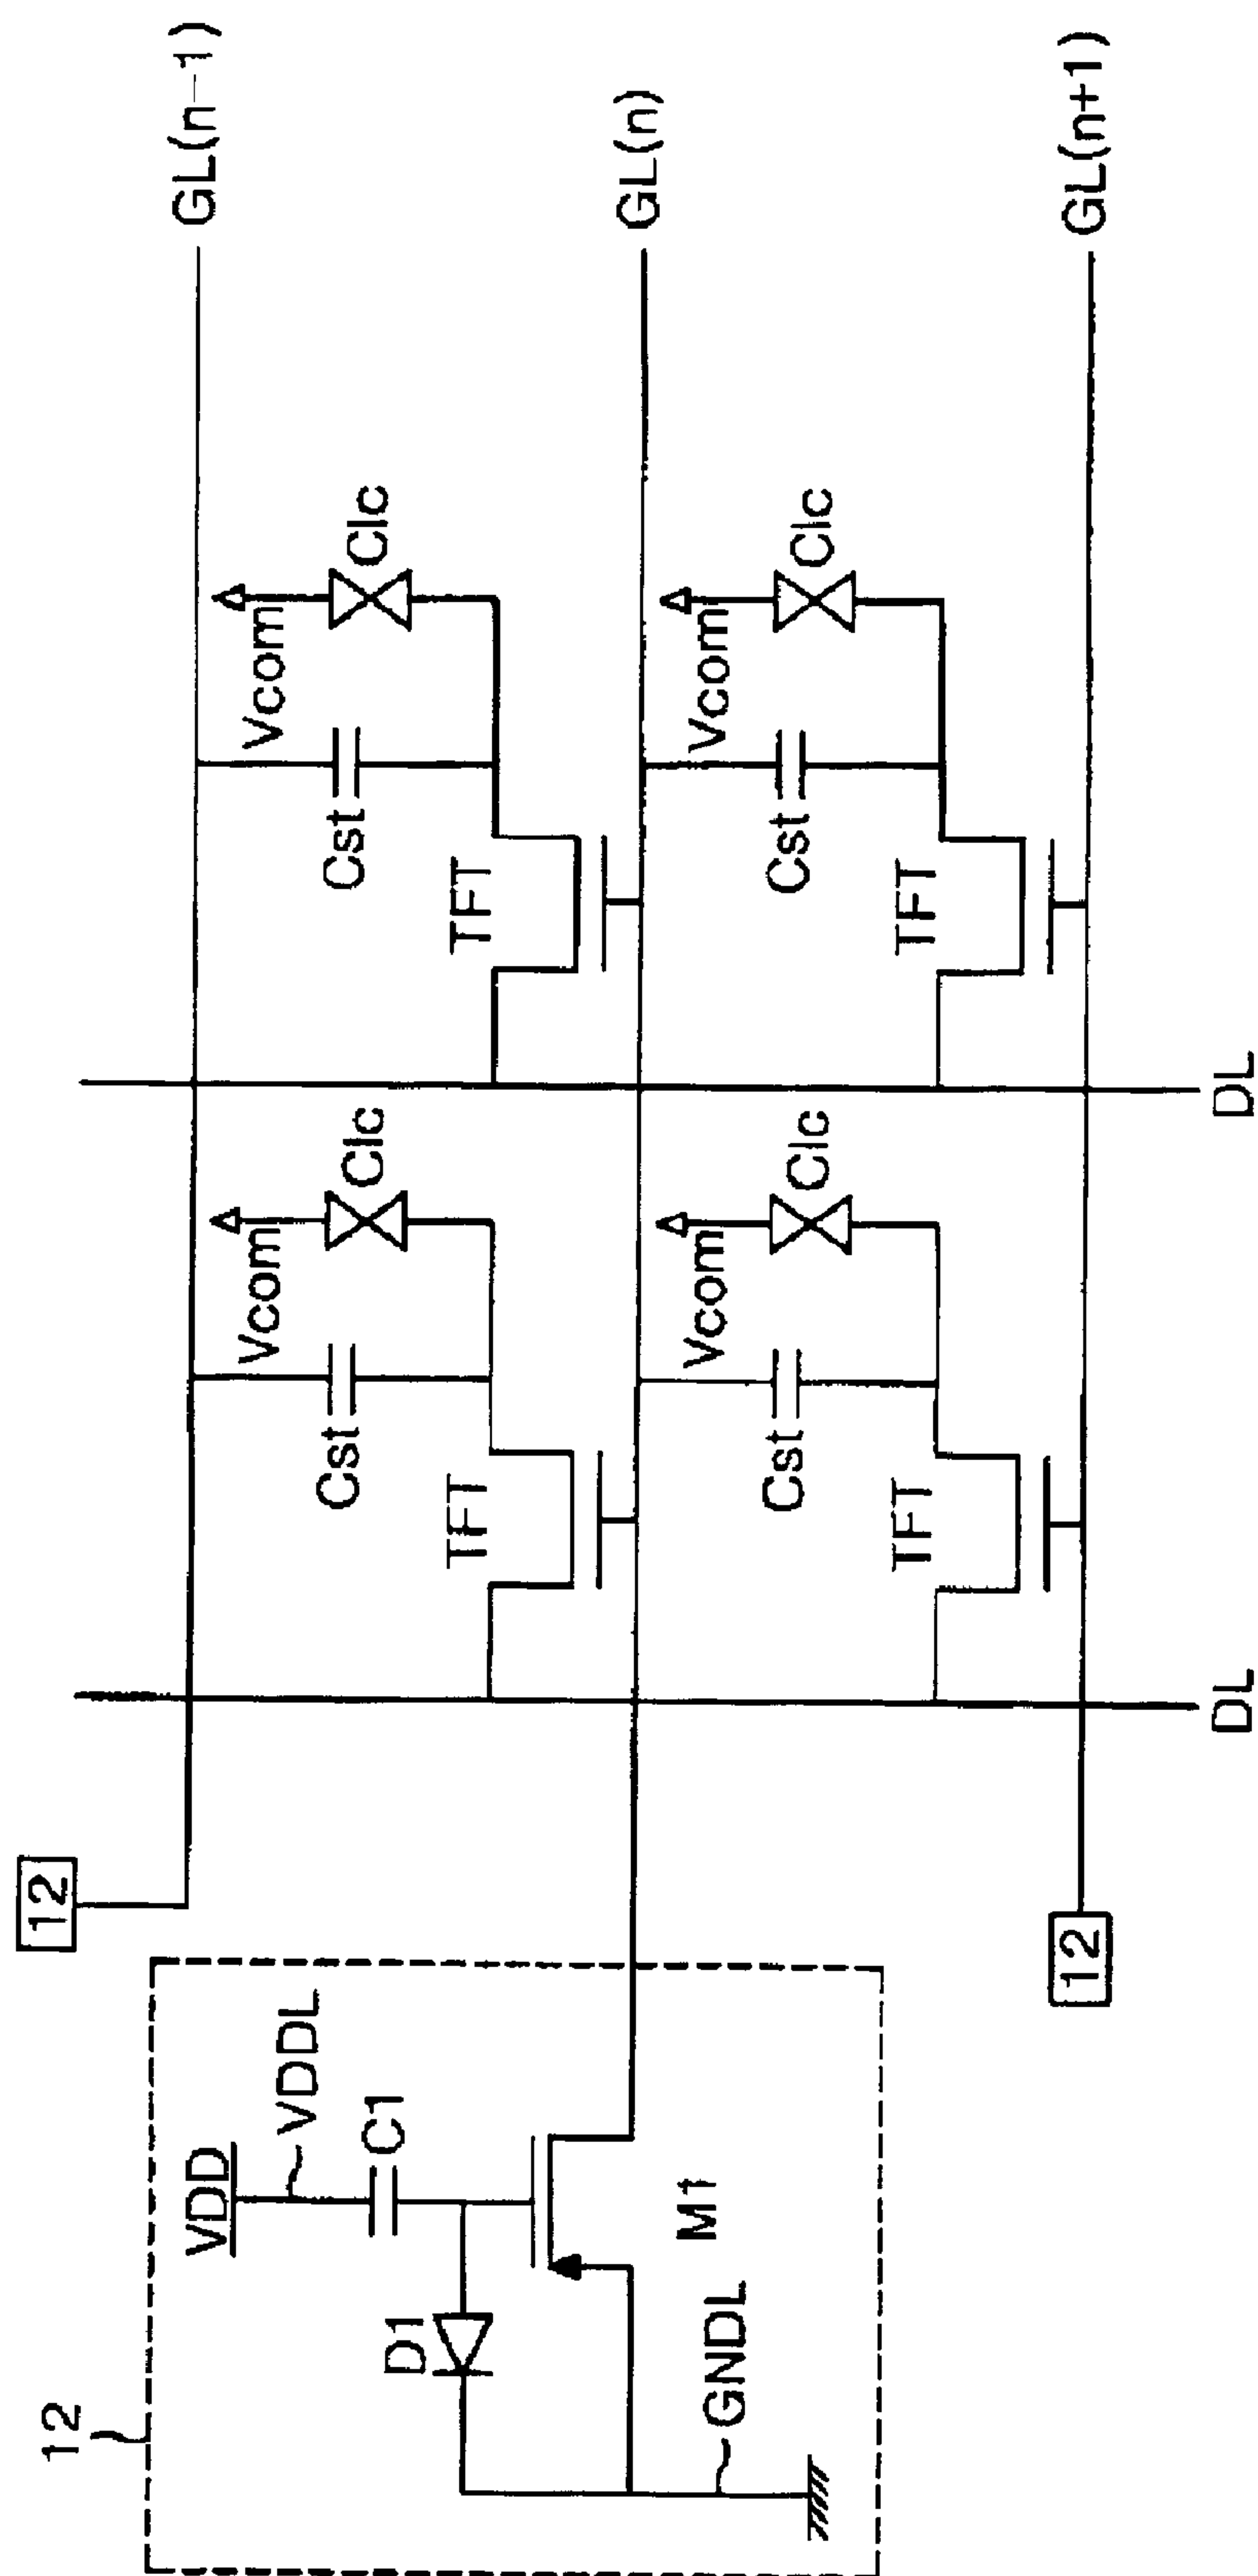 12
VDD
VDDL
C1
D1
M1
GNDL
12
12
GL(n-1)
GL(n)
GL(n+1)
Vcom
Clc
Cst
TFT
Vcom
Clc
Cst
TFT
Vcom
Clc
Cst
TFT
Vcom
Clc
Cst
TFT
DL
DL